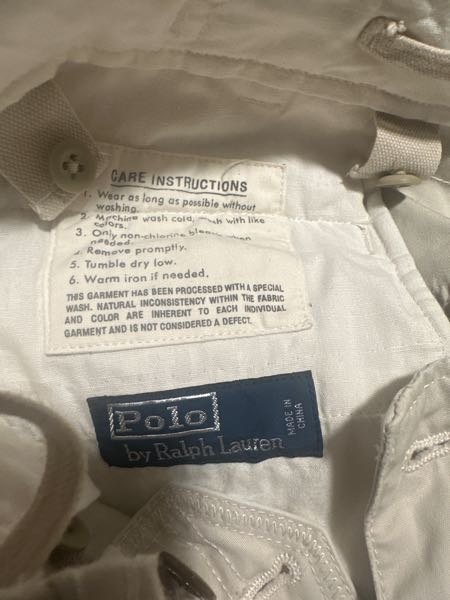 CARE INSTRUCTIONS
1. Wear as long as possible without
washing.
2. Machine wash cold, wash with like
colors.
3. Only non-chlorine bleach when
needed.
4. Remove promptly.
5. Tumble dry low.
6. Warm iron if needed.
THIS GARMENT HAS BEEN PROCESSED WITH A SPECIAL
WASH. NATURAL INCONSISTENCY WITHIN THE FABRIC
AND COLOR ARE INHERENT TO EACH INDIVIDUAL
GARMENT AND IS NOT CONSIDERED A DEFECT.
Polo
by Ralph Lauren
MADE IN
CHINA